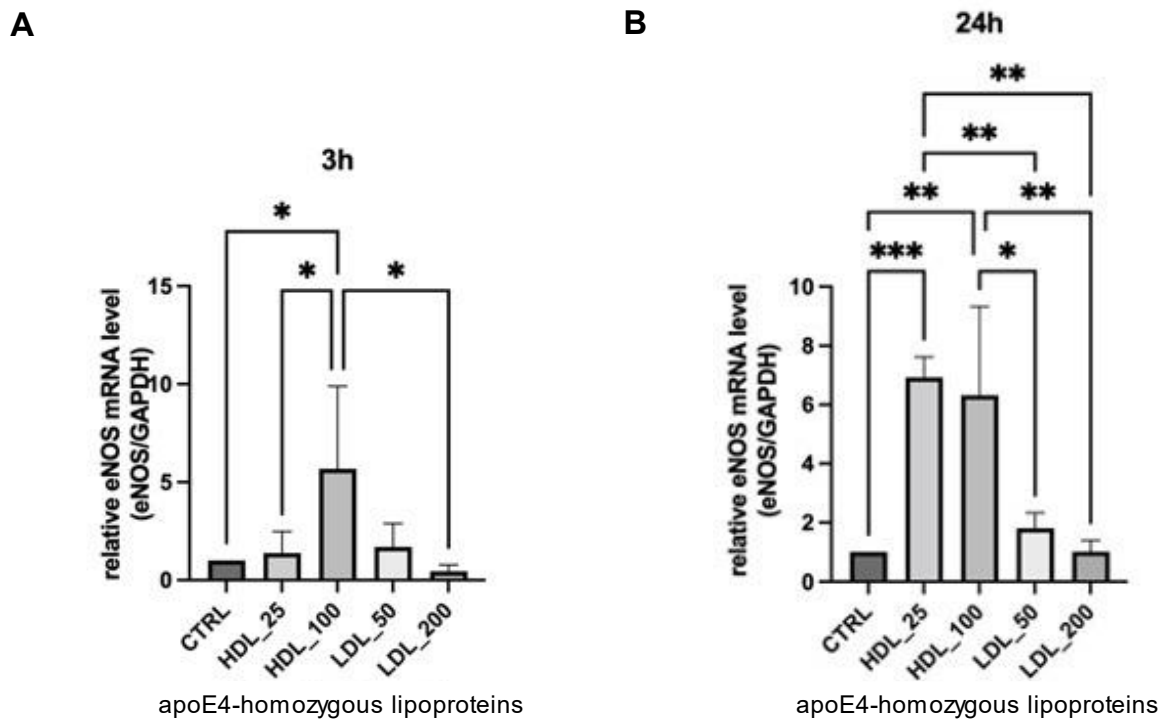 A
3h
*
*
*
relative eNOS mRNA level
(eNOS/GAPDH)
15
10
5
0
CTRL
HDL_25
HDL_100
LDL_50
LDL_200
apoE4-homozygous lipoproteins
B
24h
**
**
**
**
***
*
relative eNOS mRNA level
(eNOS/GAPDH)
10
8
6
4
2
0
CTRL
HDL_25
HDL_100
LDL_50
LDL_200
apoE4-homozygous lipoproteins